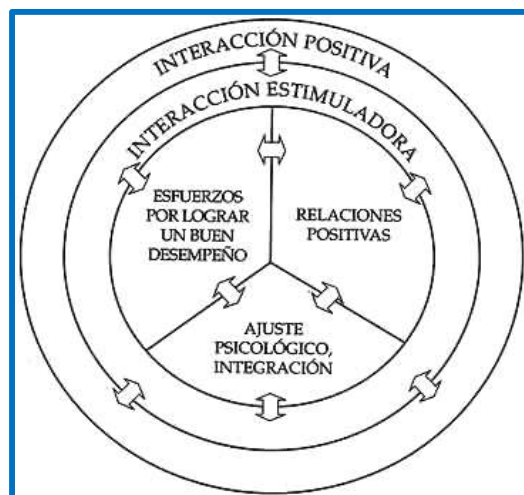 INTERACCIÓN POSITIVA
INTERACCIÓN ESTIMULADORA
ESFUERZOS
POR LOGRAR
UN BUEN
DESEMPEÑO
RELACIONES
POSITIVAS
AJUSTE
PSICOLÓGICO,
INTEGRACIÓN